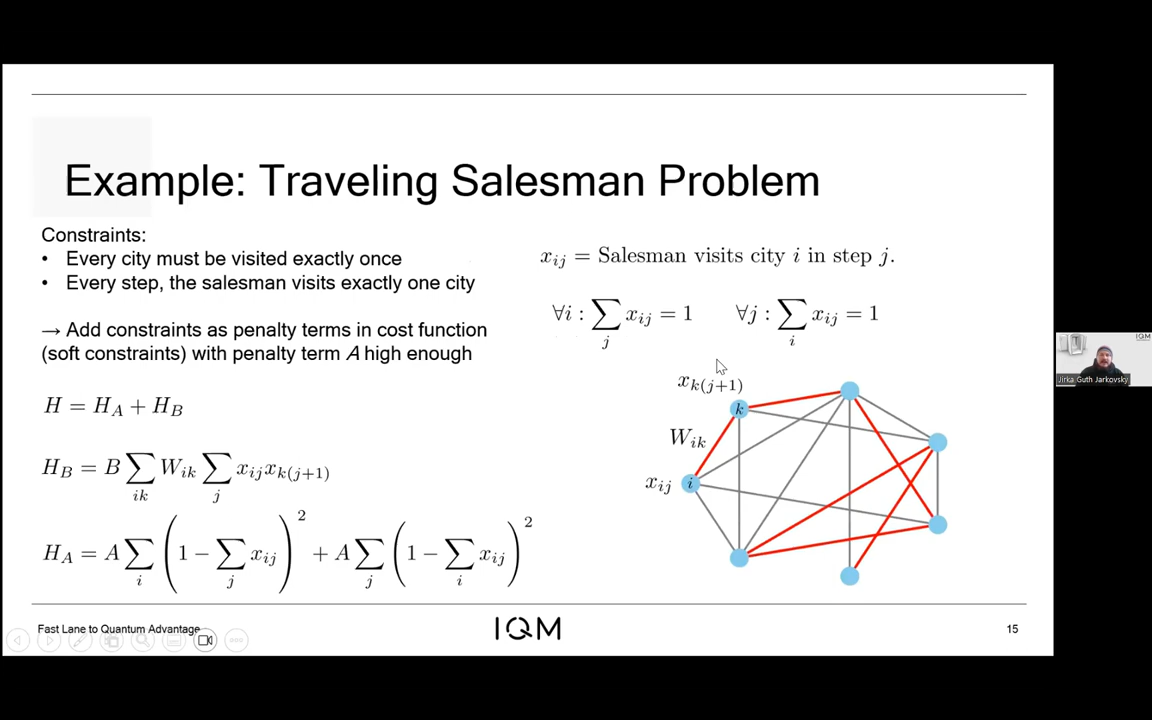 Example: Traveling Salesman Problem
Constraints:
• Every city must be visited exactly once
• Every step, the salesman visits exactly one city
→ Add constraints as penalty terms in cost function
(soft constraints) with penalty term A high enough
H = H_A + H_B
H_B = B ∑_{ik} W_{ik} ∑_j x_{ij}x_{k(j+1)}
H_A = A ∑_i (1 − ∑_j x_{ij})^2 + A ∑_j (1 − ∑_i x_{ij})^2
x_{ij} = Salesman visits city i in step j.
∀i : ∑_j x_{ij} = 1 ∀j : ∑_i x_{ij} = 1
x_{k(j+1)}
k
W_{ik}
x_{ij} i
Fast Lane to Quantum Advantage
IQM
15
IQM
Jirka Guth Jarkovsky